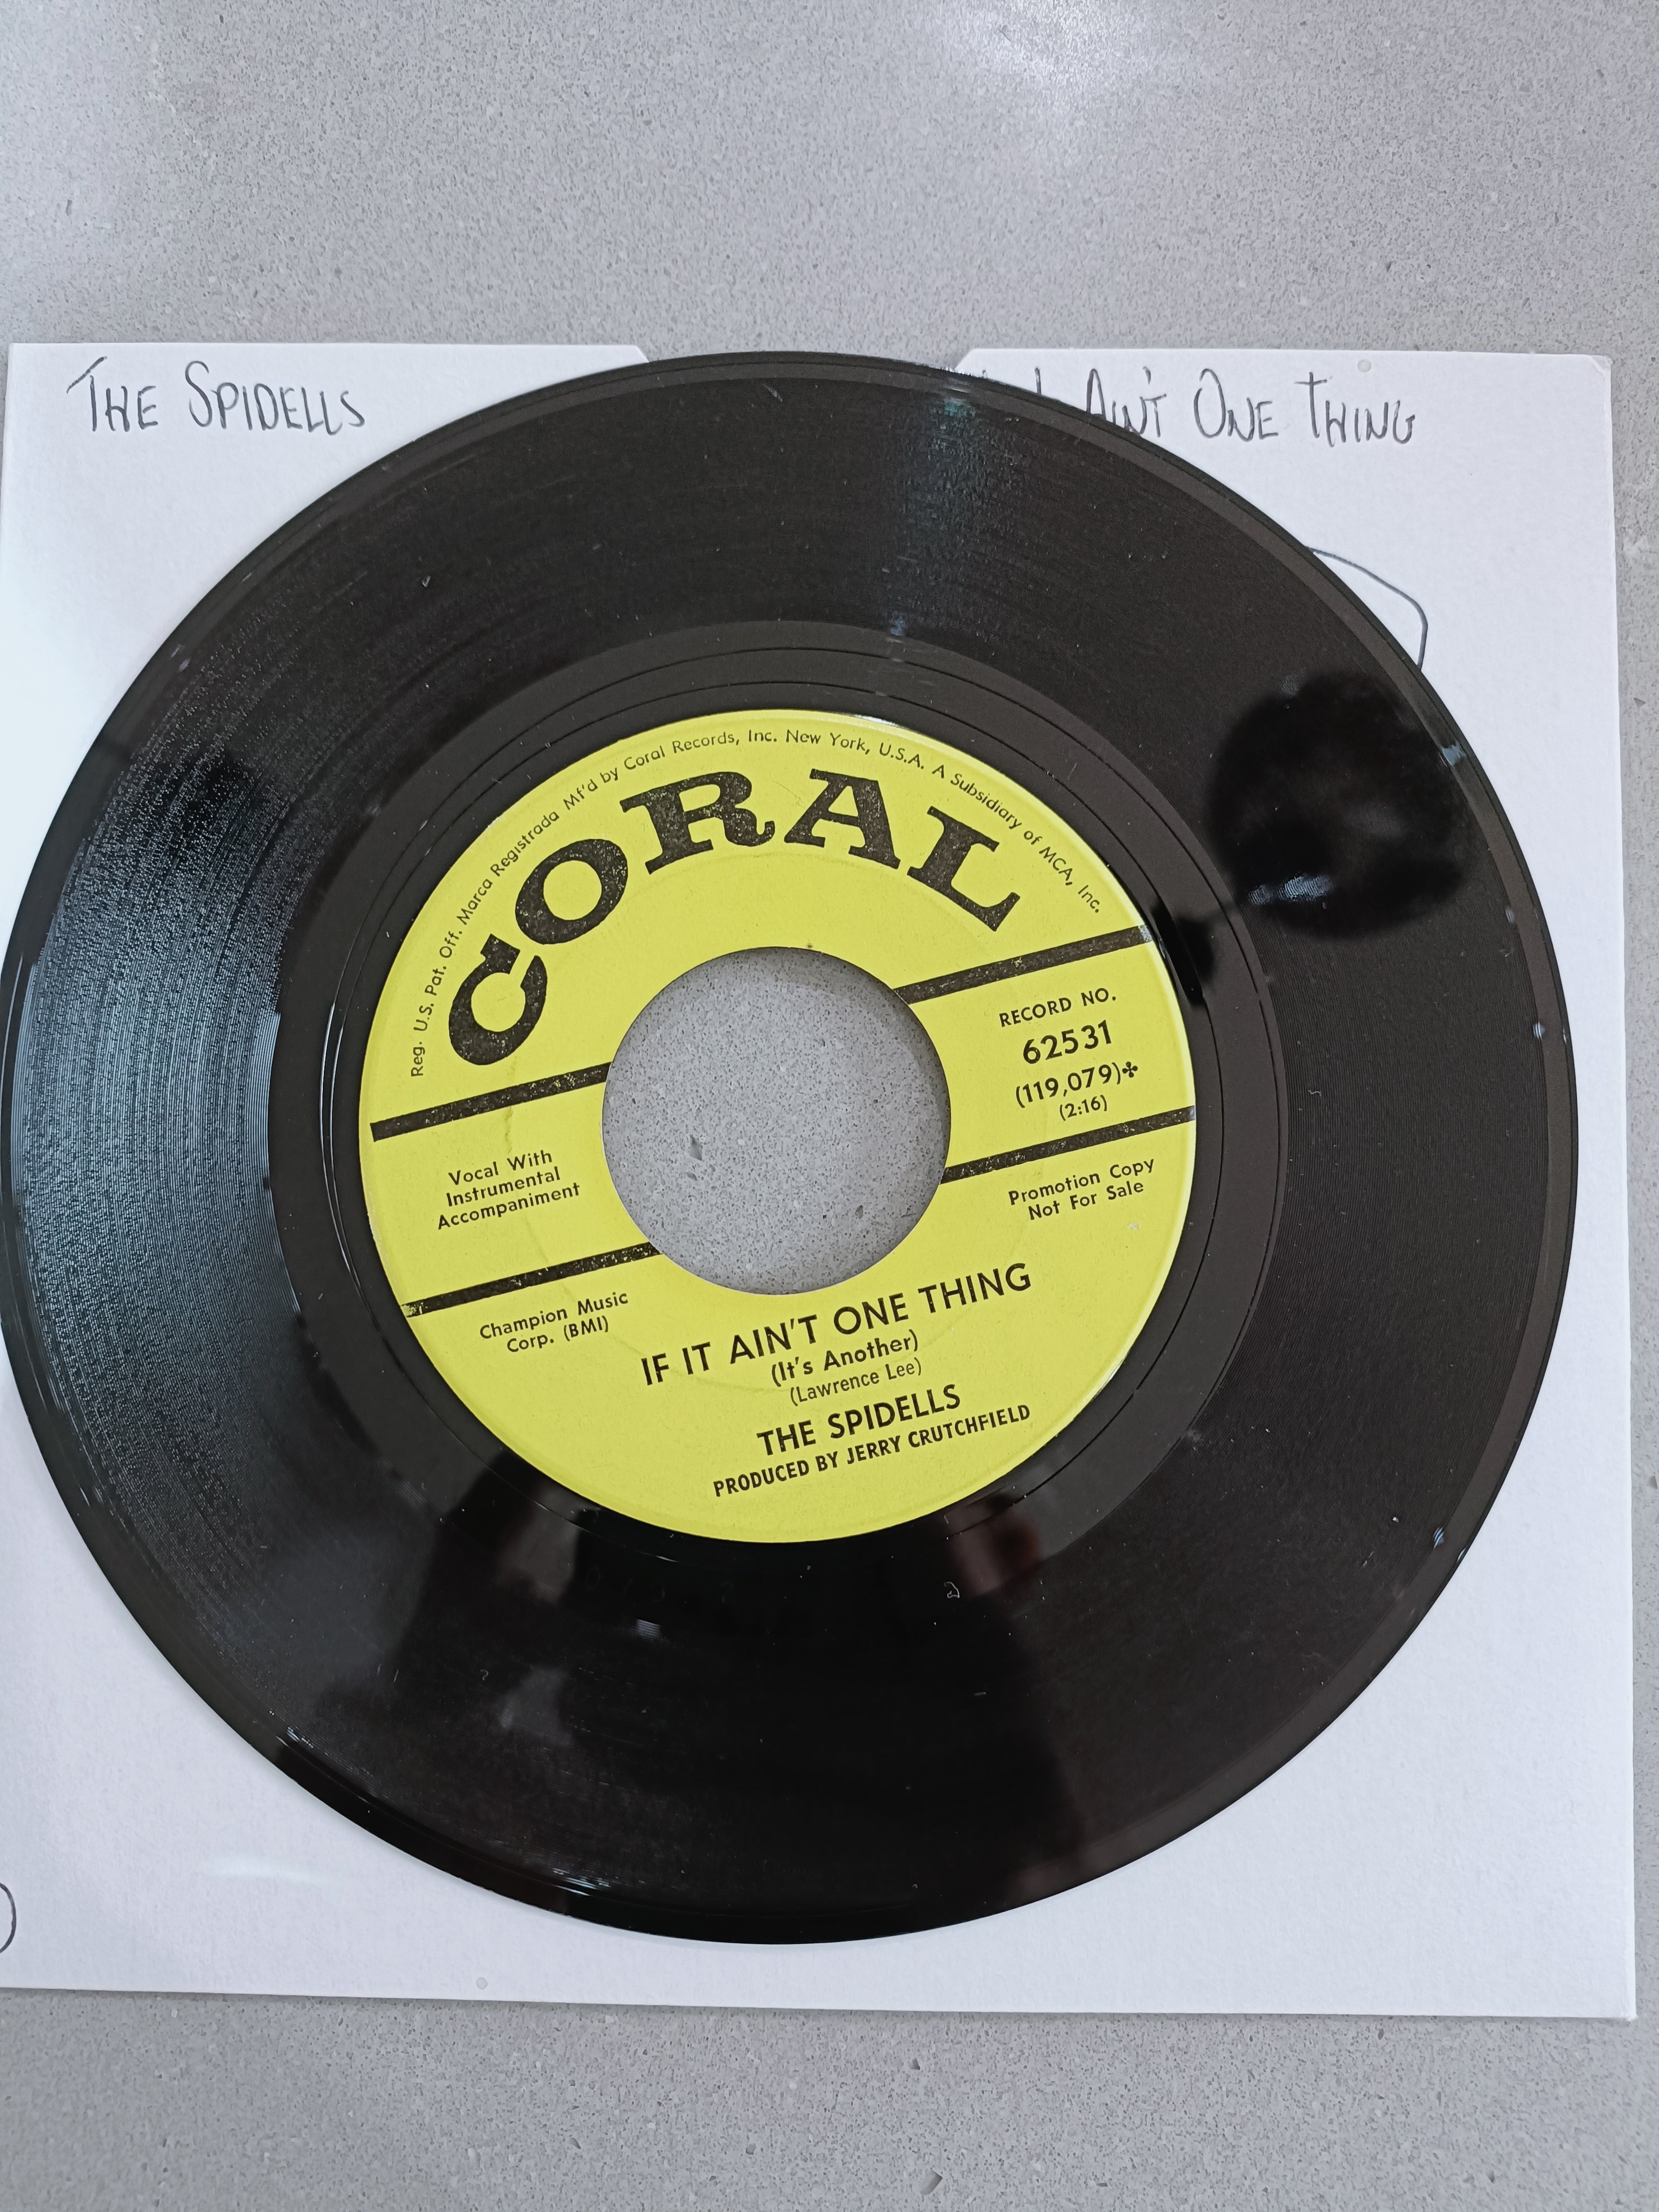 THE SPIDELLS
AIN'T ONE THING
Reg. U.S. Pat. Off. Marca Registrada Mf'd by Coral Records, Inc. New York, U.S.A. A Subsidiary of MCA, Inc.
CORAL
RECORD NO.
62531
(119,079)✤
(2:16)
Vocal With
Instrumental
Accompaniment
Promotion Copy
Not For Sale
Champion Music
Corp. (BMI)
IF IT AIN'T ONE THING
(It's Another)
(Lawrence Lee)
THE SPIDELLS
PRODUCED BY JERRY CRUTCHFIELD